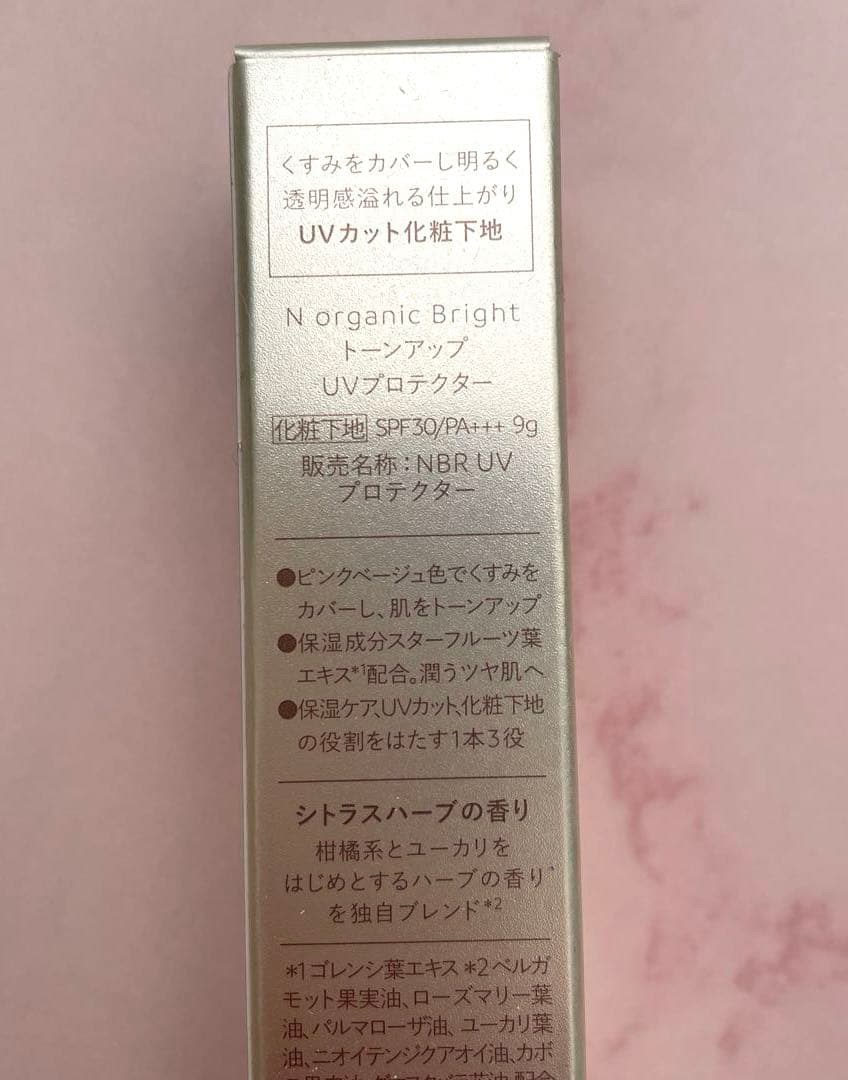 くすみをカバーし明るく
透明感溢れる仕上がり
UVカット化粧下地
N organic Bright
トーンアップ
UVプロテクター
化粧下地 SPF30/PA+++ 9g
販売名称：NBR UV
プロテクター
●ピンクベージュ色でくすみを
カバーし、肌をトーンアップ
●保湿成分スターフルーツ葉
エキス*1配合。潤うツヤ肌へ
●保湿ケア、UVカット、化粧下地
の役割をはたす1本3役
シトラスハーブの香り
柑橘系とユーカリを
はじめとするハーブの香り
を独自ブレンド*2
*1ゴレンシ葉エキス *2ベルガ
モット果実油、ローズマリー葉
油、パルマローザ油、ユーカリ葉
油、ニオイテンジクアオイ油、カボ